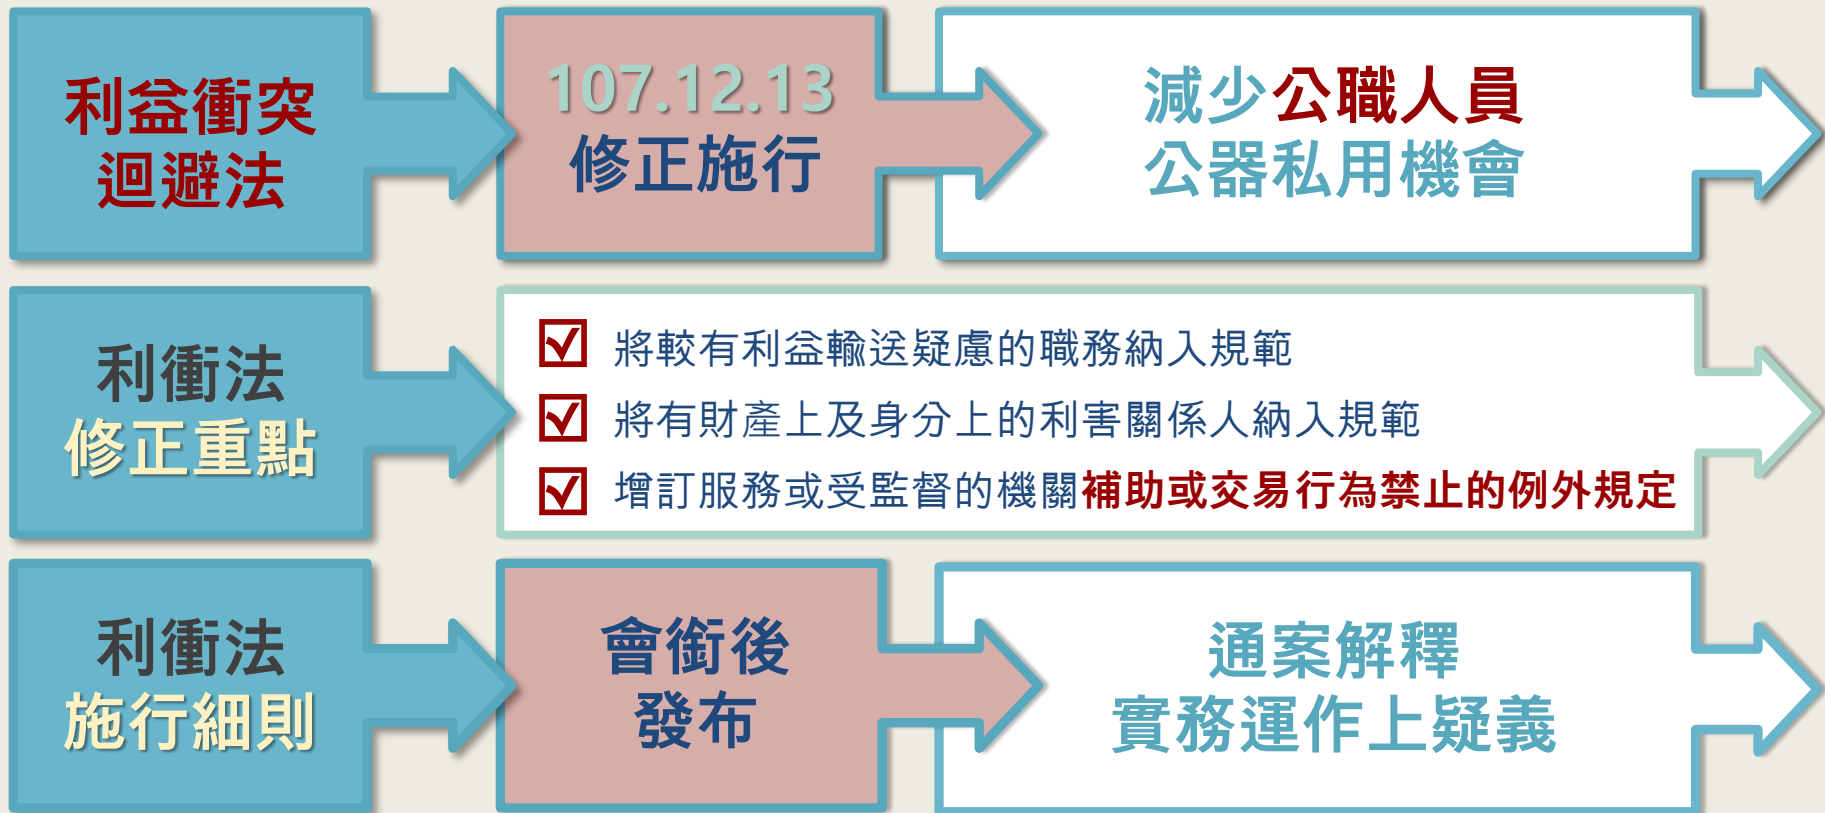 利益衝突
迴避法
107.12.13
修正施行
減少公職人員
公器私用機會
利衝法
修正重點
將較有利益輸送疑慮的職務納入規範
將有財產上及身分上的利害關係人納入規範
增訂服務或受監督的機關補助或交易行為禁止的例外規定
利衝法
施行細則
會銜後
發布
通案解釋
實務運作上疑義